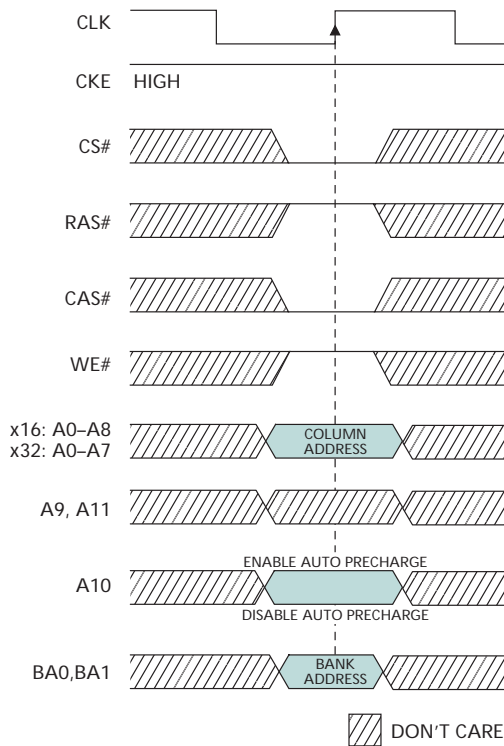 CLK
CKE HIGH
CS#
RAS#
CAS#
WE#
x16: A0–A8
x32: A0–A7
COLUMN
ADDRESS
A9, A11
ENABLE AUTO PRECHARGE
A10
DISABLE AUTO PRECHARGE
BA0,BA1
BANK
ADDRESS
DON'T CARE